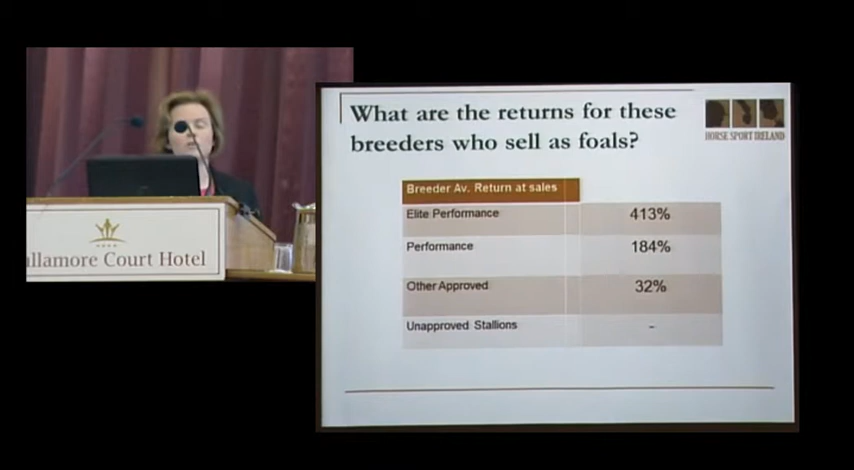 What are the returns for these
breeders who sell as foals?
HORSE SPORT IRELAND
Breeder Av. Return at sales
Elite Performance 413%
Performance 184%
Other Approved 32%
Unapproved Stallions -
llamore Court Hotel